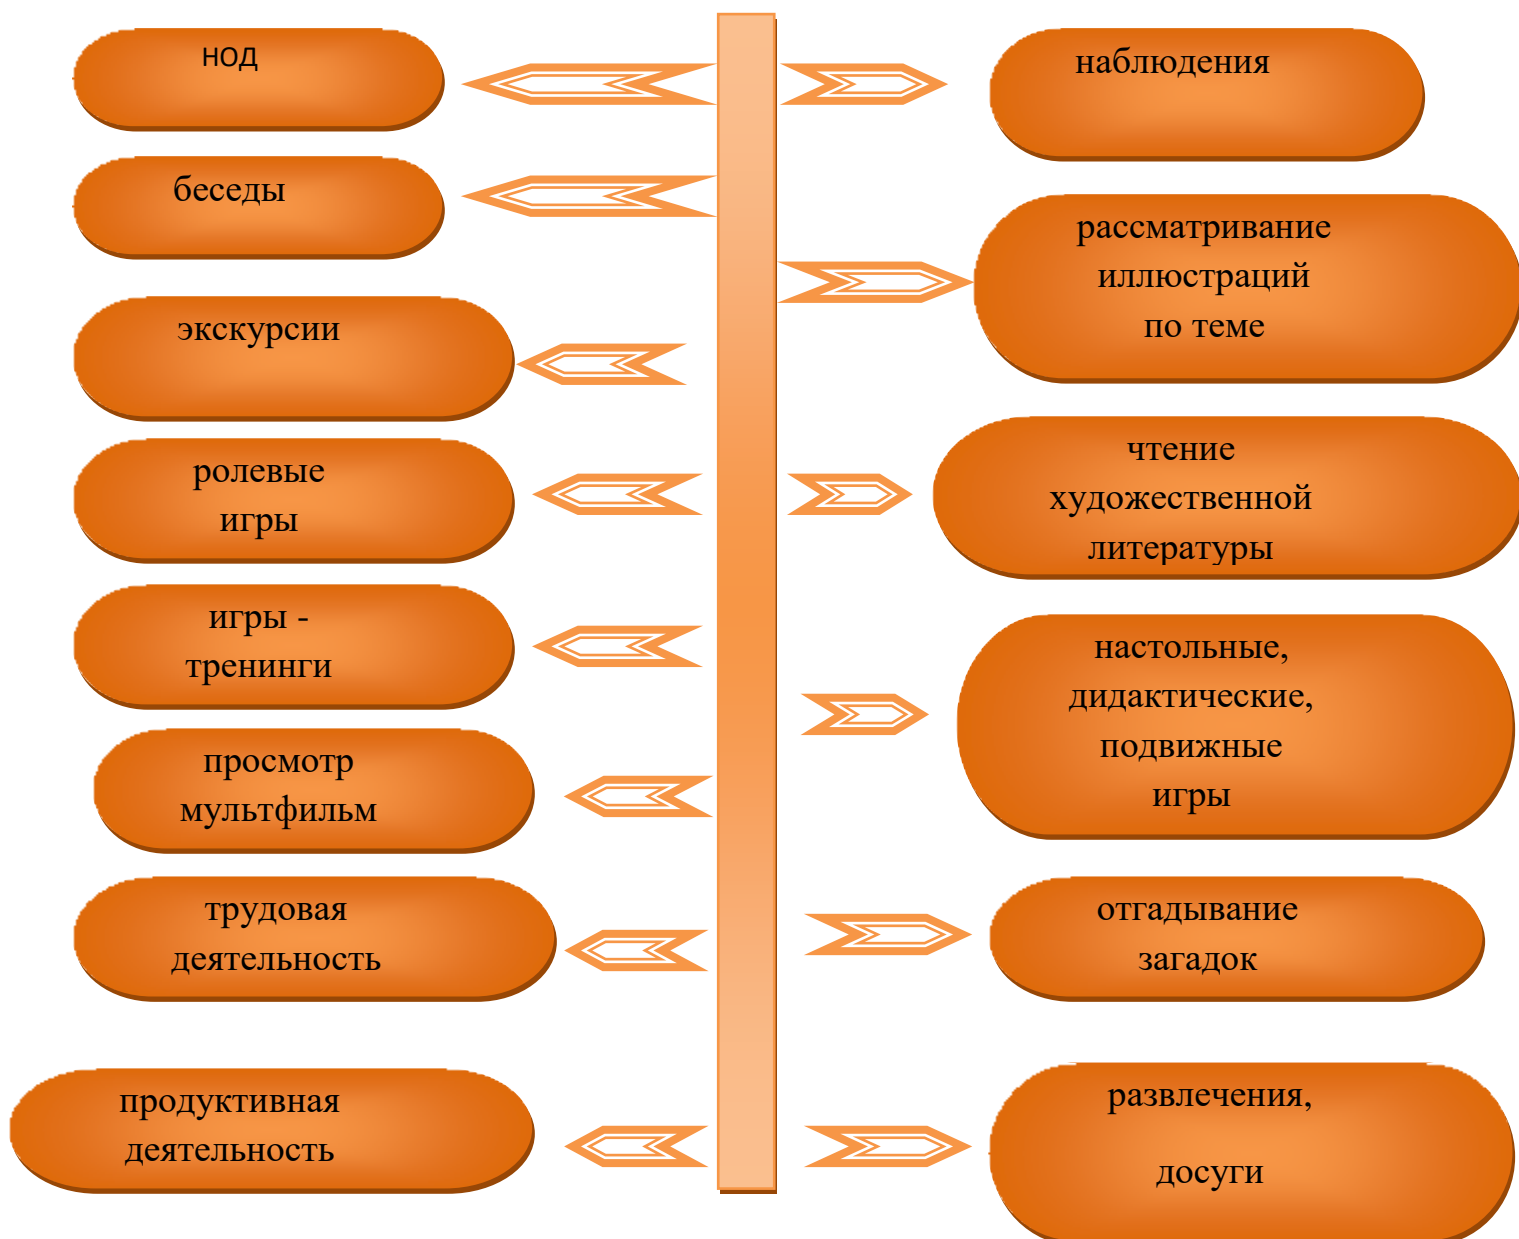 нод
беседы
экскурсии
ролевые
игры
игры -
тренинги
просмотр
мультфильм
трудовая
деятельность
продуктивная
деятельность
наблюдения
рассматривание
иллюстраций
по теме
чтение
художественной
литературы
настольные,
дидактические,
подвижные
игры
отгадывание
загадок
развлечения,
досуги